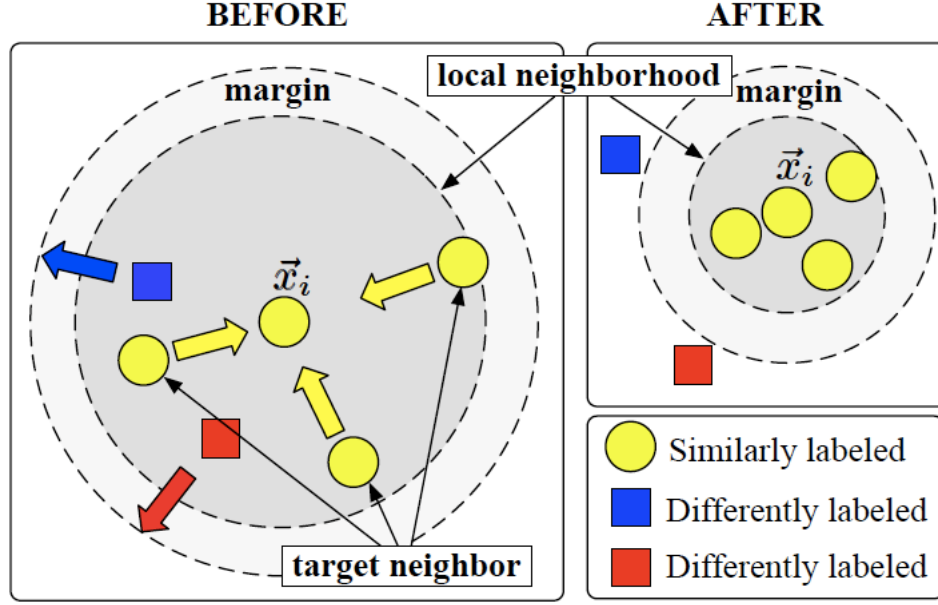 BEFORE
AFTER
local neighborhood
margin
margin
x⃗ᵢ
x⃗ᵢ
target neighbor
Similarly labeled
Differently labeled
Differently labeled